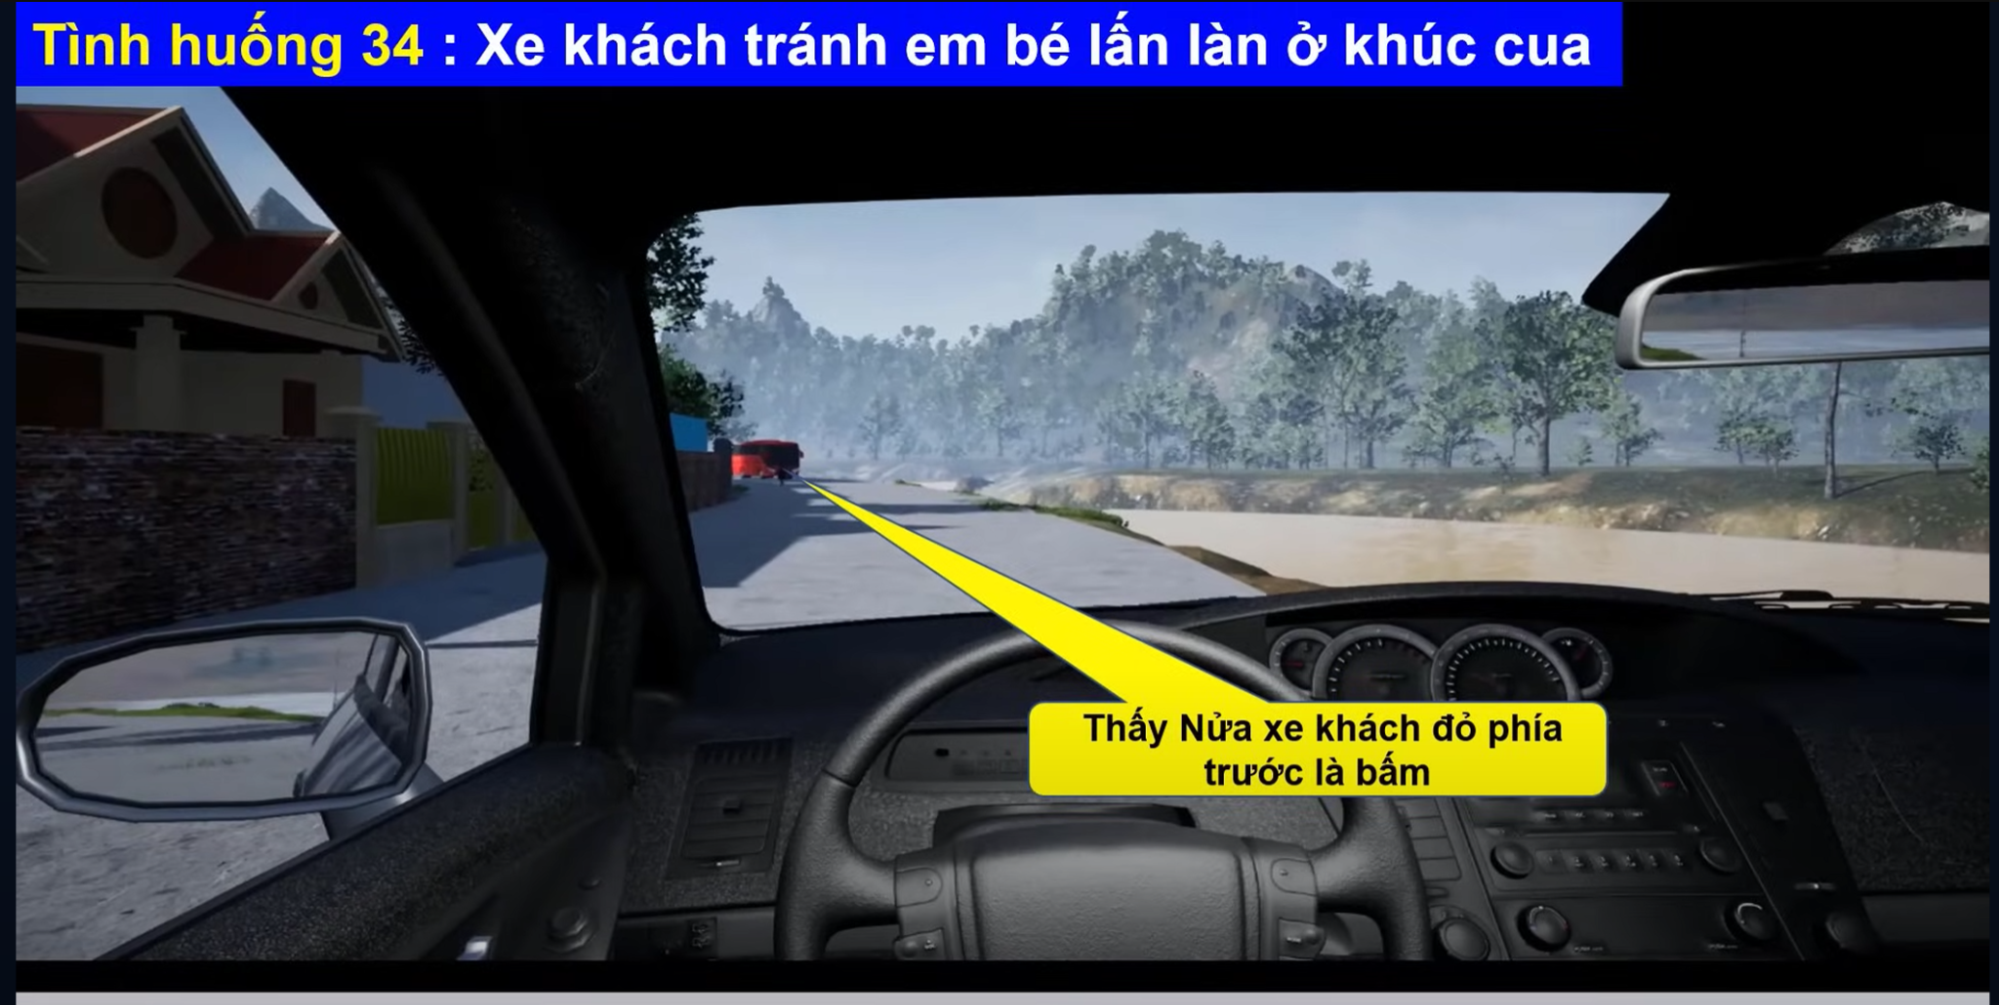 Tình huống 34 : Xe khách tránh em bé lấn làn ở khúc cua
Thấy Nửa xe khách đỏ phía
trước là bấm